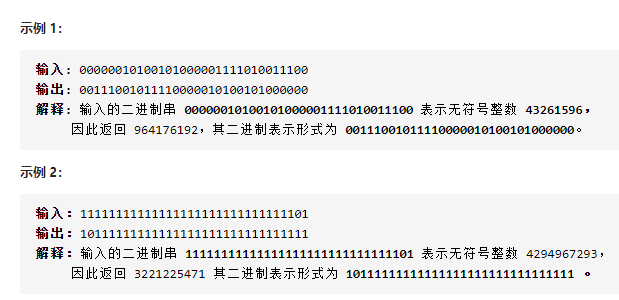 示例 1：
输入：00000010100101000001111010011100
输出：00111001011110000010100101000000
解释：输入的二进制串 00000010100101000001111010011100 表示无符号整数 43261596，
因此返回 964176192，其二进制表示形式为 00111001011110000010100101000000。
示例 2：
输入：11111111111111111111111111111101
输出：10111111111111111111111111111111
解释：输入的二进制串 11111111111111111111111111111101 表示无符号整数 4294967293，
因此返回 3221225471 其二进制表示形式为 10111111111111111111111111111111 。